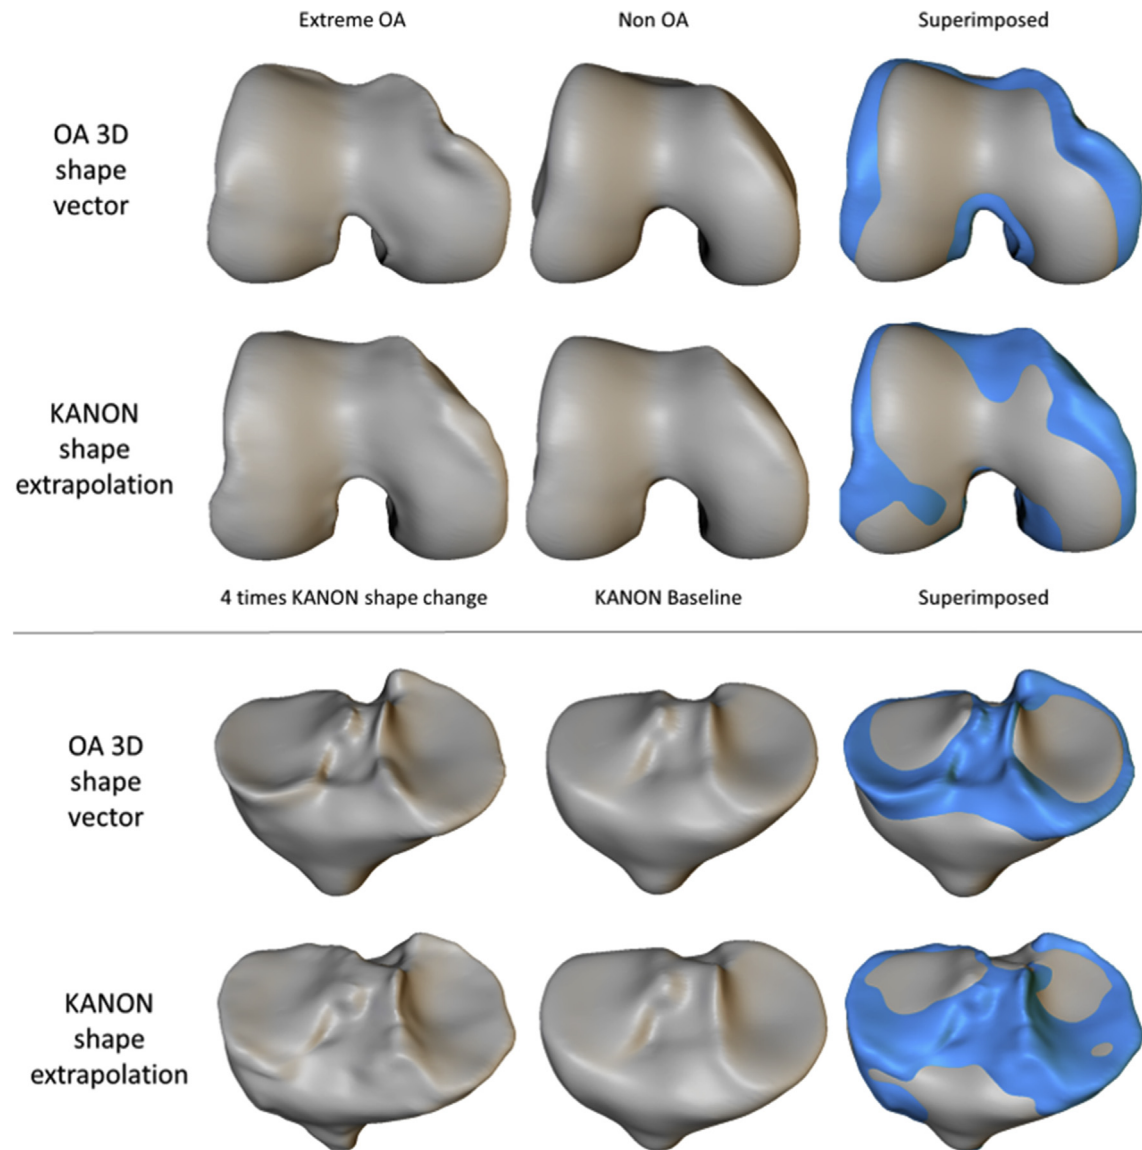 Extreme OA
Non OA
Superimposed
OA 3D
shape
vector
KANON
shape
extrapolation
4 times KANON shape change
KANON Baseline
Superimposed
OA 3D
shape
vector
KANON
shape
extrapolation